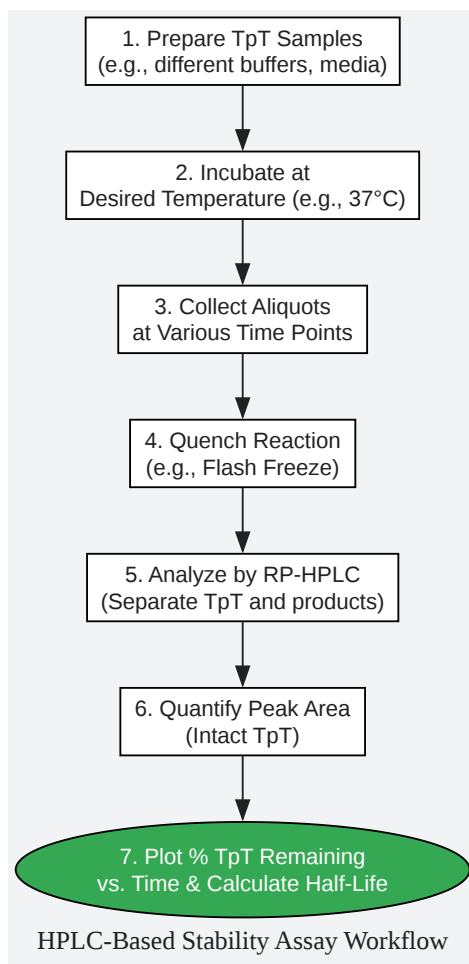 1. Prepare TpT Samples
(e.g., different buffers, media)
2. Incubate at
Desired Temperature (e.g., 37°C)
3. Collect Aliquots
at Various Time Points
4. Quench Reaction
(e.g., Flash Freeze)
5. Analyze by RP-HPLC
(Separate TpT and products)
6. Quantify Peak Area
(Intact TpT)
7. Plot % TpT Remaining
vs. Time & Calculate Half-Life
HPLC-Based Stability Assay Workflow